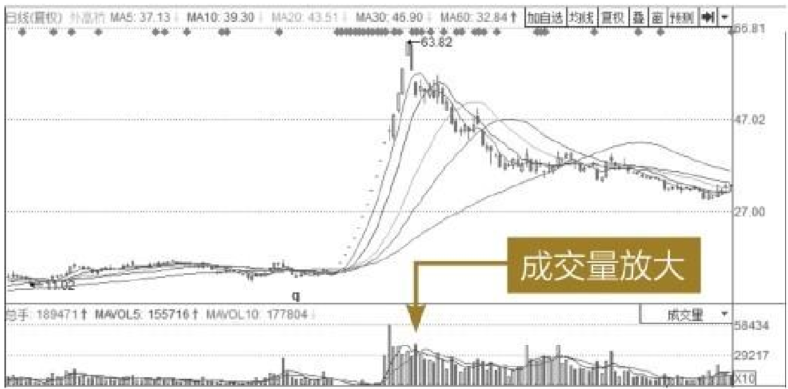 日线(复权) 外高桥 MA5: 37.13↓ MA10: 39.30↓ MA20: 43.51↓ MA30: 46.90↓ MA60: 32.84↑ 加自选 均线 复权 叠 画 预测
66.81
63.82
47.02
27.00
11.02
q
成交量放大
总手: 189471↑ MAVOL5: 155716↑ MAVOL10: 177804↓ 成交量
58434
29217
X10